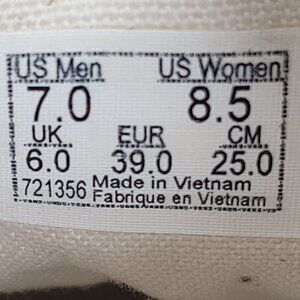 US Men US Women
7.0 8.5
UK EUR CM
6.0 39.0 25.0
721356 Made in Vietnam
Fabrique en Vietnam